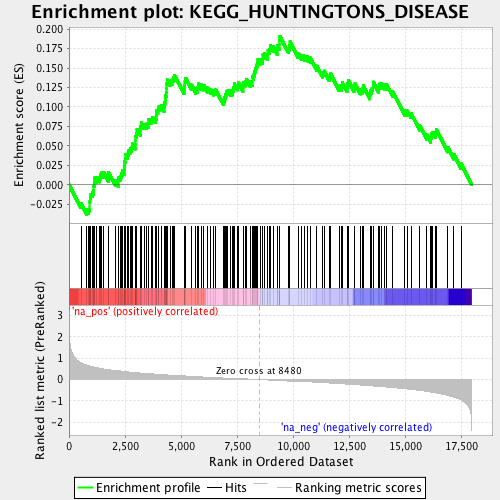 Enrichment plot: KEGG_HUNTINGTONS_DISEASE
Enrichment score (ES)
0.200
0.175
0.150
0.125
0.100
0.075
0.050
0.025
0.000
-0.025
'na_pos' (positively correlated)
Ranked list metric (PreRanked)
3
2
1
0
-1
-2
Zero cross at 8480
'na_neg' (negatively correlated)
0
2,500
5,000
7,500
10,000
12,500
15,000
17,500
Rank in Ordered Dataset
Enrichment profile
Hits
Ranking metric scores